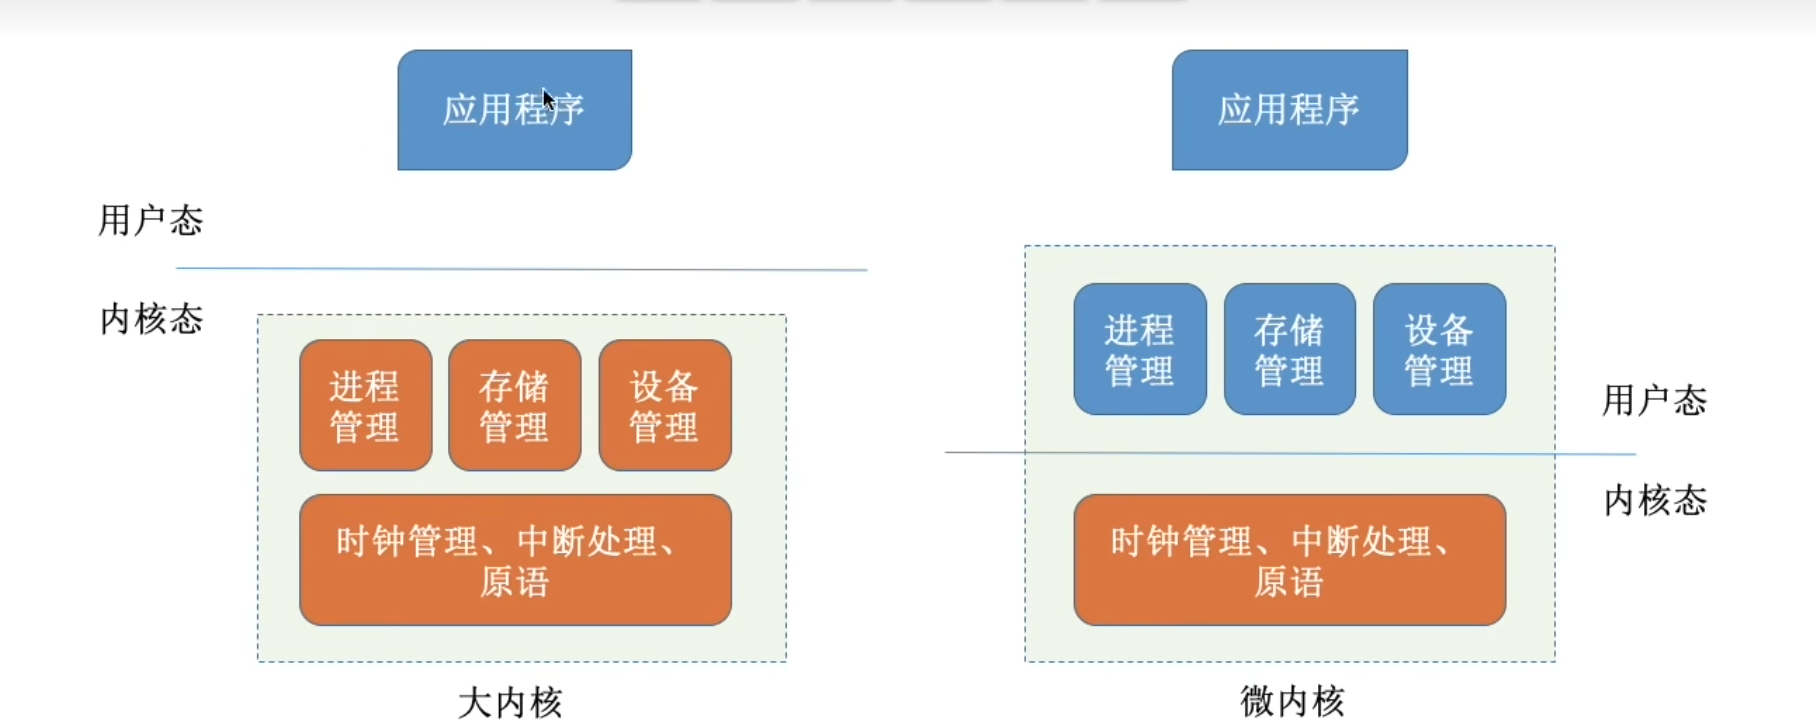 应用程序
应用程序
用户态
内核态
进程
管理
存储
管理
设备
管理
时钟管理、中断处理、
原语
大内核
进程
管理
存储
管理
设备
管理
用户态
内核态
时钟管理、中断处理、
原语
微内核